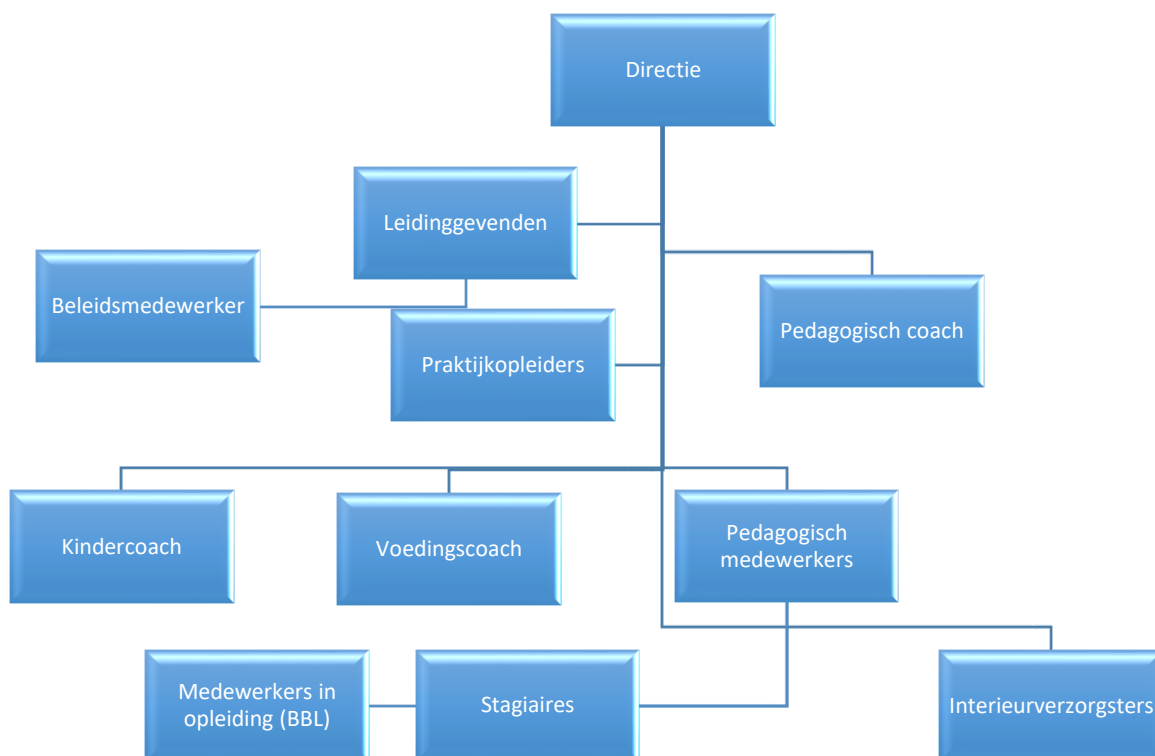 Directie
Leidinggevenden
Beleidsmedewerker
Pedagogisch coach
Praktijkopleiders
Kindercoach
Voedingscoach
Pedagogisch
medewerkers
Medewerkers in
opleiding (BBL)
Stagiaires
Interieurverzorgsters